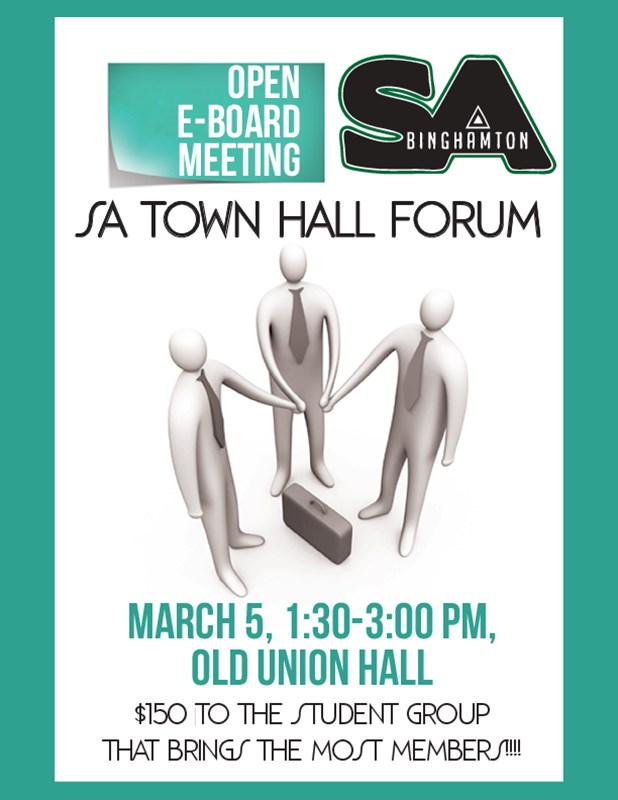 OPEN
E-BOARD
MEETING
SA
BINGHAMTON
SA TOWN HALL FORUM
MARCH 5, 1:30-3:00 PM,
OLD UNION HALL
$150 TO THE STUDENT GROUP
THAT BRINGS THE MOST MEMBERS!!!!